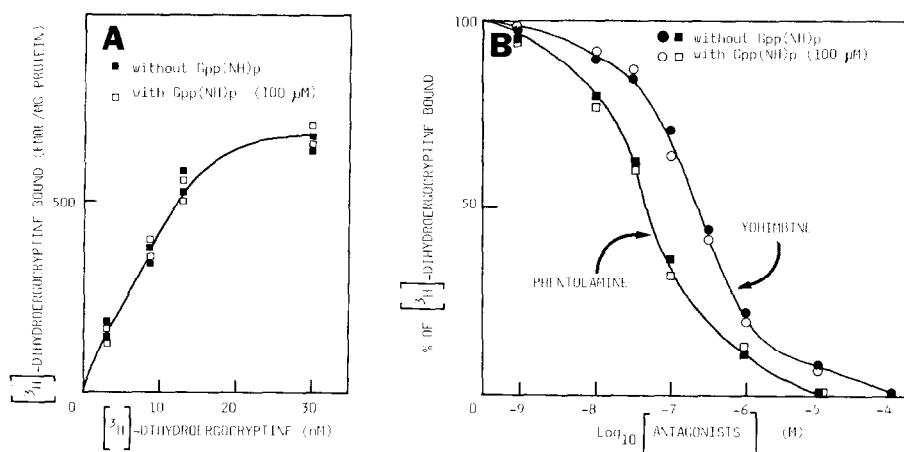 A
without Gpp(NH)p
with Gpp(NH)p (100 µM)
[³H]-DIHYDROERGOCRYPTINE BOUND (FMOL/MG PROTEIN)
500
0 10 20 30
[³H]-DIHYDROERGOCRYPTINE (nM)
B
without Gpp(NH)p
with Gpp(NH)p (100 µM)
% OF [³H]-DIHYDROERGOCRYPTINE BOUND
100
50
0
PHENTOLAMINE
YOHIMBINE
-9 -8 -7 -6 -5 -4
Log10 [ANTAGONISTS] (M)